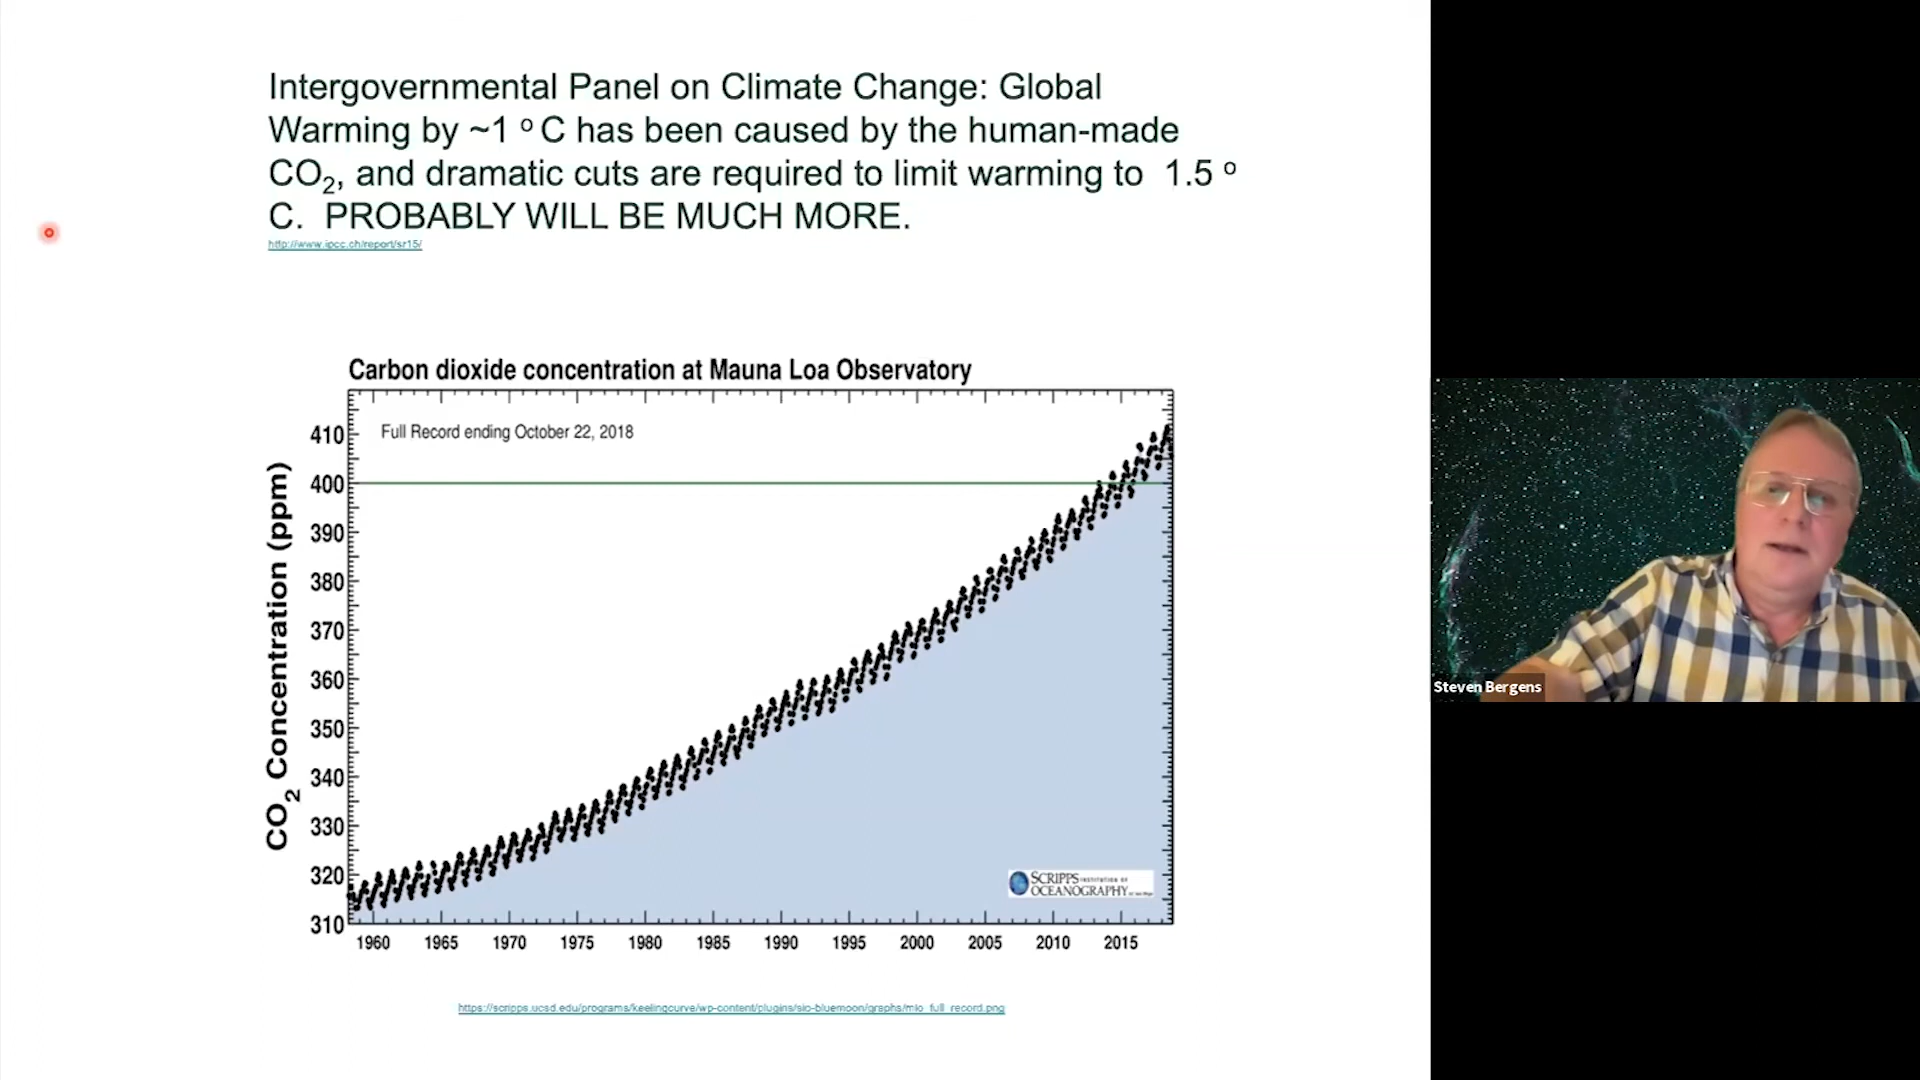 Intergovernmental Panel on Climate Change: Global
Warming by ~1 º C has been caused by the human-made
CO₂, and dramatic cuts are required to limit warming to 1.5 º
C. PROBABLY WILL BE MUCH MORE.
http://www.ipcc.ch/report/sr15/
Carbon dioxide concentration at Mauna Loa Observatory
Full Record ending October 22, 2018
CO₂ Concentration (ppm)
410
400
390
380
370
360
350
340
330
320
310
SCRIPPS INSTITUTION OF
OCEANOGRAPHY
1960 1965 1970 1975 1980 1985 1990 1995 2000 2005 2010 2015
https://scripps.ucsd.edu/programs/keelingcurve/wp-content/plugins/sio-bluemoon/graphs/mlo_full_record.png
Steven Bergens